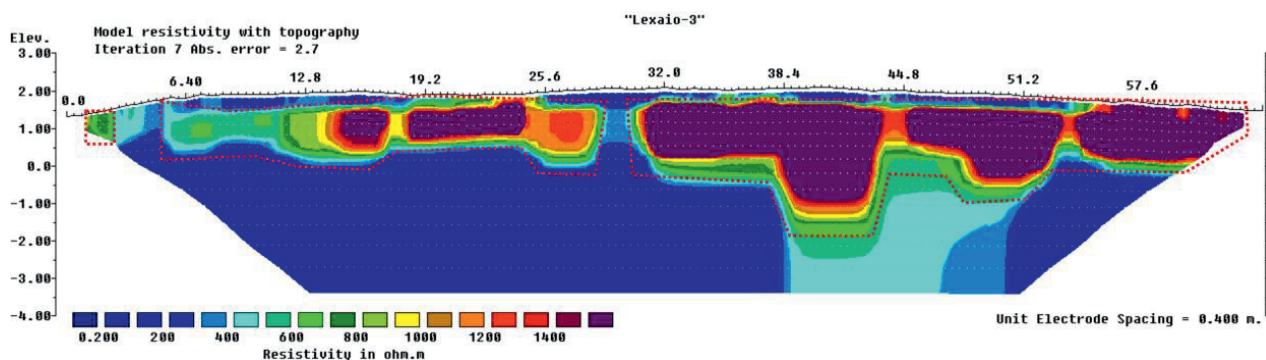 "Lexaio-3"
Model resistivity with topography
Elev. Iteration 7 Abs. error = 2.7
3.00
2.00
1.00
0.0
-1.00
-2.00
-3.00
-4.00
0.0 6.40 12.8 19.2 25.6 32.0 38.4 44.8 51.2 57.6
0.200 200 400 600 800 1000 1200 1400
Resistivity in ohm.m
Unit Electrode Spacing = 0.400 m.